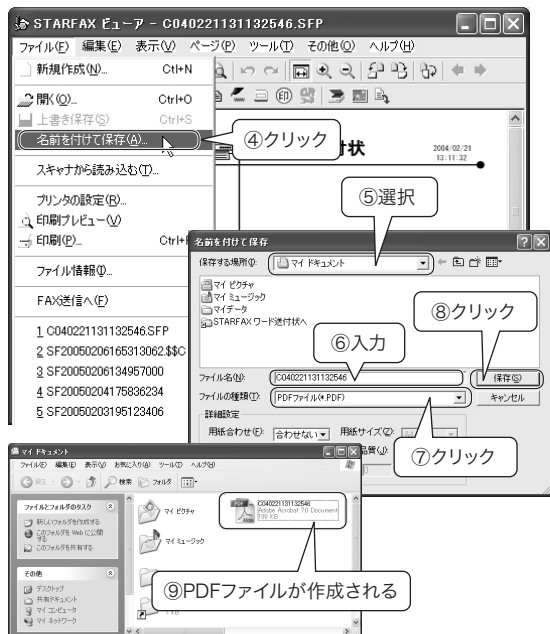 STARFAX ビューア - C040221131132546.SFP
ファイル(F) 編集(E) 表示(V) ページ(P) ツール(T) その他(O) ヘルプ(H)
新規作成(N)... Ctl+N
開く(O)... Ctrl+O
上書き保存(S) Ctrl+S
名前を付けて保存(A)...
④クリック
スキャナから読み込む(T)...
プリンタの設定(R)...
印刷プレビュー(V)
印刷(P)... Ctrl+
ファイル情報(I)...
FAX送信へ(F)
1 C040221131132546.SFP
2 SF20050206165313062.$$C
3 SF20050206134957000
4 SF20050204175836234
5 SF20050203195123406
付状
2004/02/21
13:11:32
⑤選択
名前を付けて保存
保存する場所(I): マイ ドキュメント
マイ ピクチャ
マイ ミュージック
マイデータ
STARFAX ワード送付状へ
⑥入力
⑧クリック
ファイル名(N): C040221131132546 保存(S)
ファイルの種類(T): PDFファイル(*.PDF) キャンセル
詳細設定
用紙合わせ(F): 合わせない 用紙サイズ(Z):
品質(J):
⑦クリック
マイ ドキュメント
ファイル(F) 編集(E) 表示(V) お気に入り(A) ツール(T) ヘルプ(H)
戻る 検索 フォルダ
ファイルとフォルダのタスク
新しいフォルダを作成する
このフォルダを Web に公開する
このフォルダを共有する
その他
デスクトップ
共有ドキュメント
マイ コンピュータ
マイ ネットワーク
マイ ピクチャ
マイ ミュージック
C040221131132546
Adobe Acrobat 7.0 Document
999 KB
⑨PDFファイルが作成される
1 KB